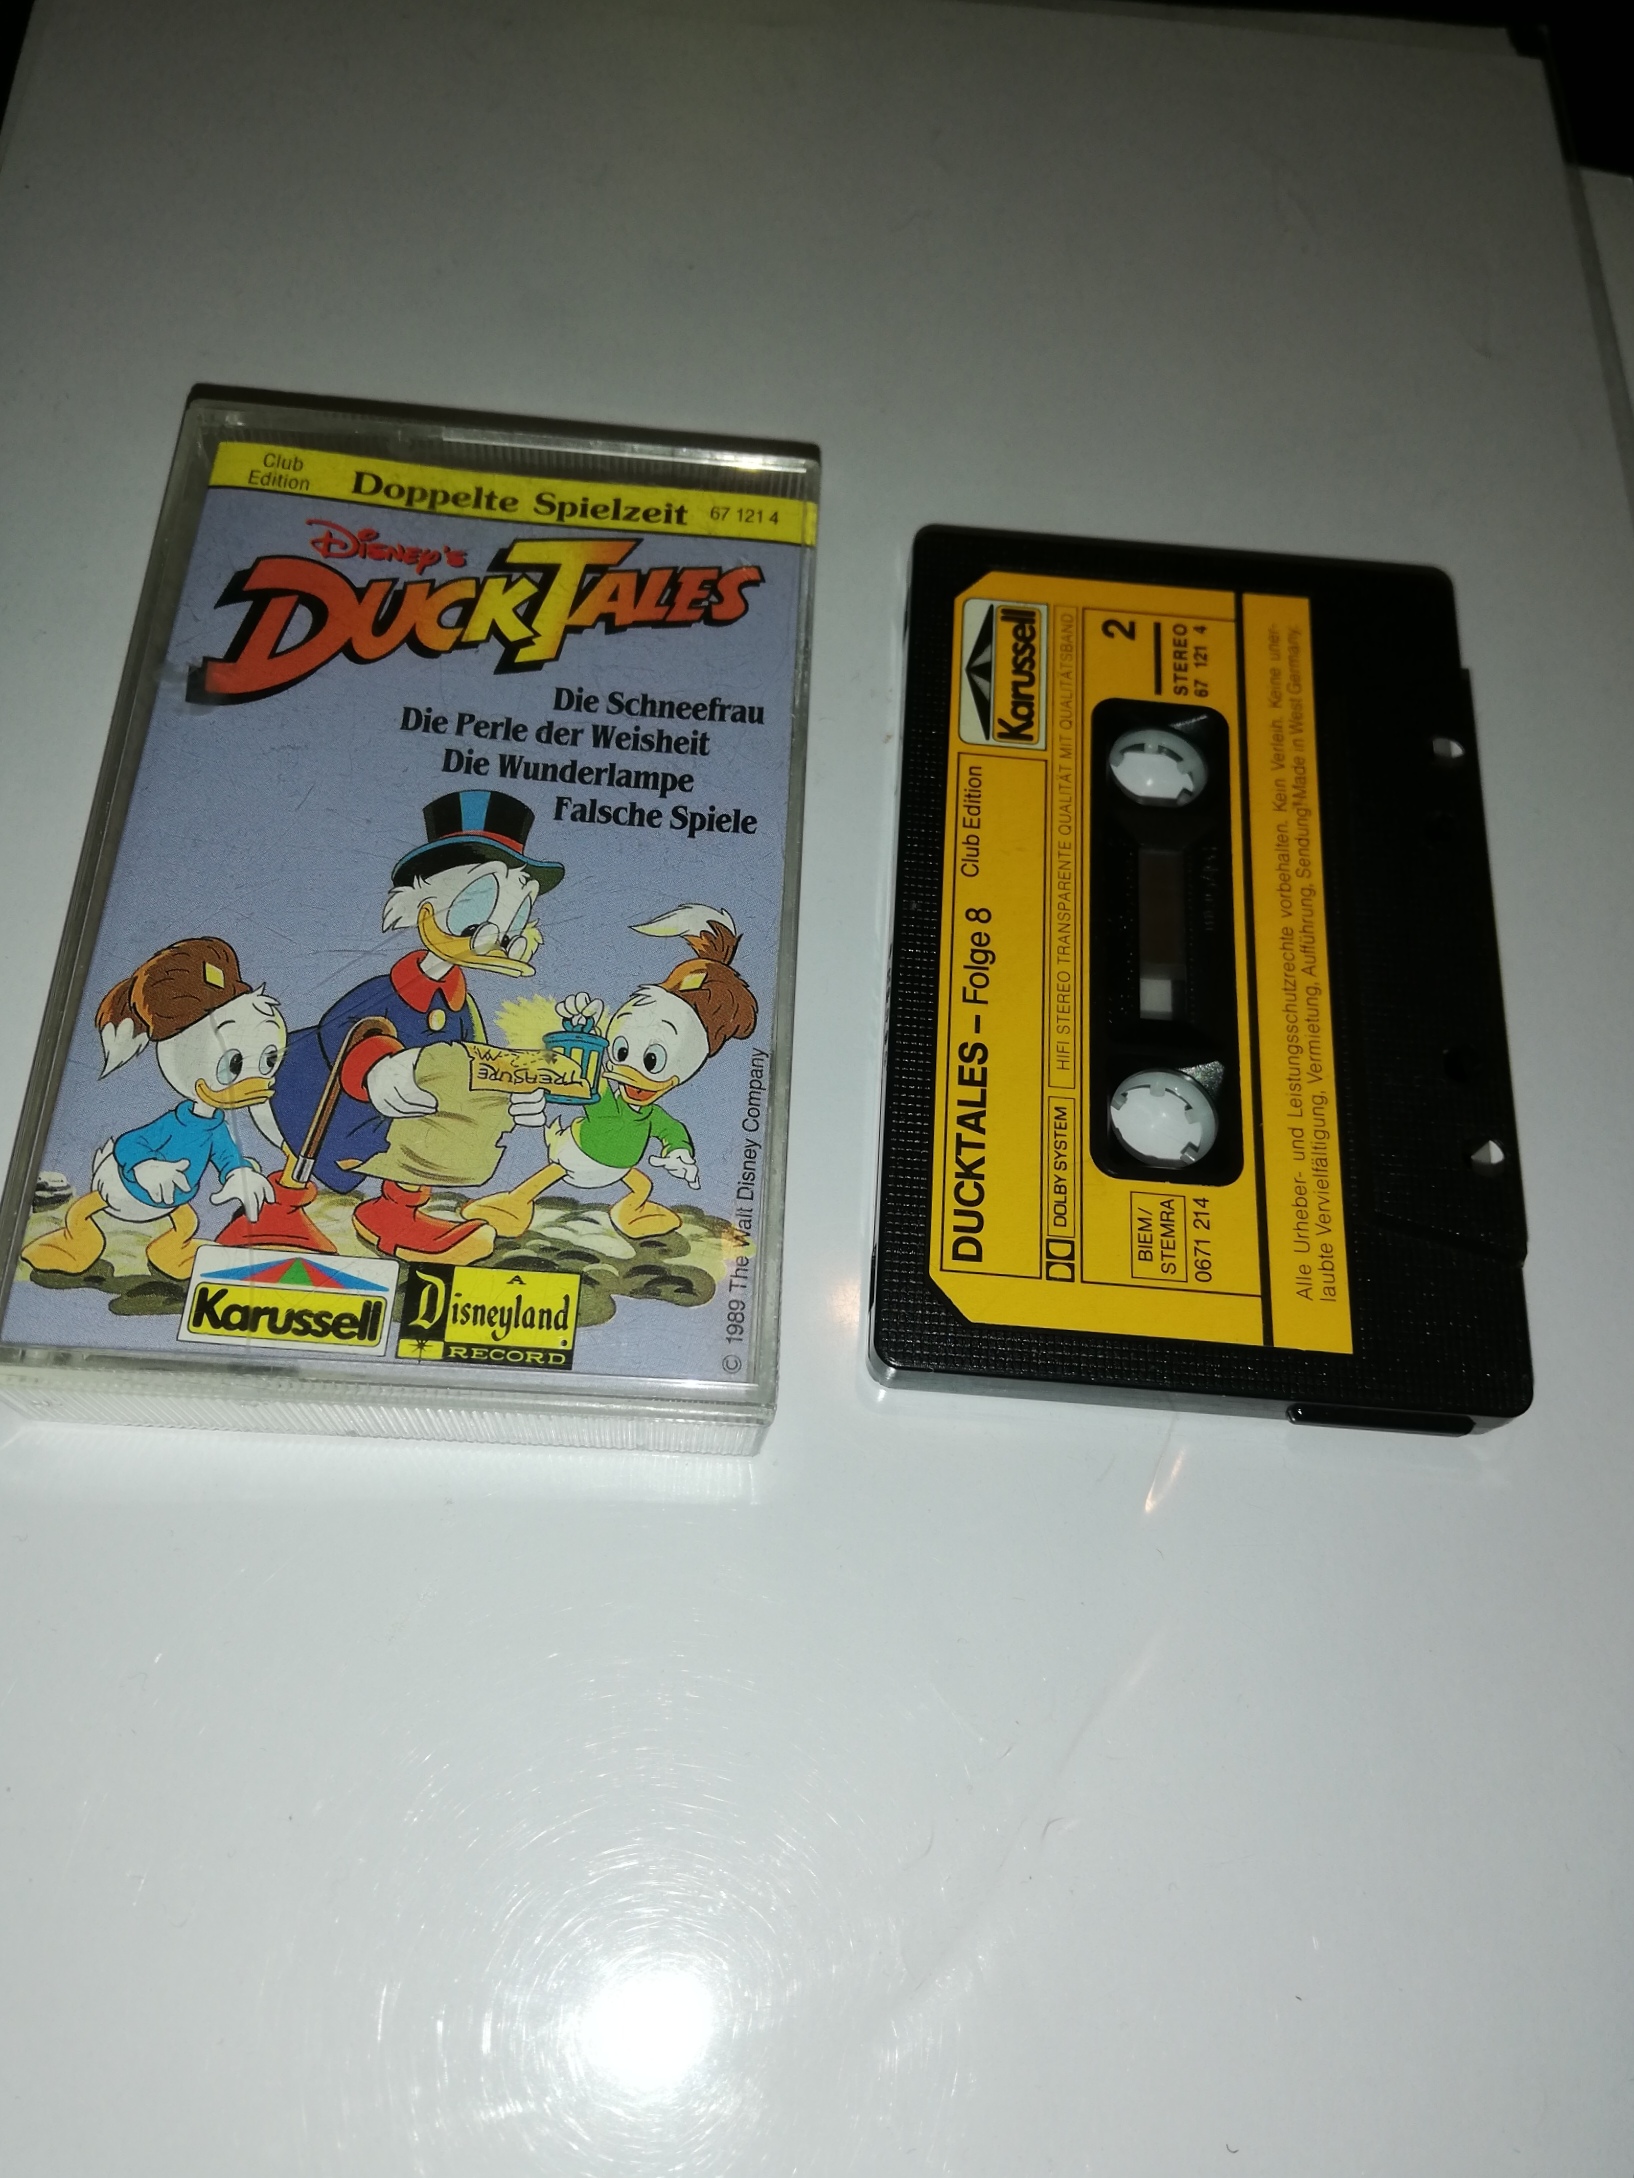 Club
Edition
Doppelte Spielzeit
67 121 4
Disney's
DUCKTALES
Die Schneefrau
Die Perle der Weisheit
Die Wunderlampe
Falsche Spiele
TREASURE
Karussell
A
Disneyland
RECORD
© 1989 The Walt Disney Company
DUCKTALES – Folge 8 Club Edition
Karussell
DOLBY SYSTEM
HIFI STEREO TRANSPARENTE QUALITÄT MIT QUALITÄTSBAND
BIEM/
STEMRA
0671 214
2
STEREO
67 121 4
Alle Urheber- und Leistungsschutzrechte vorbehalten. Kein Verleih. Keine uner-
laubte Vervielfältigung, Vermietung, Aufführung, Sendung! Made in West Germany.